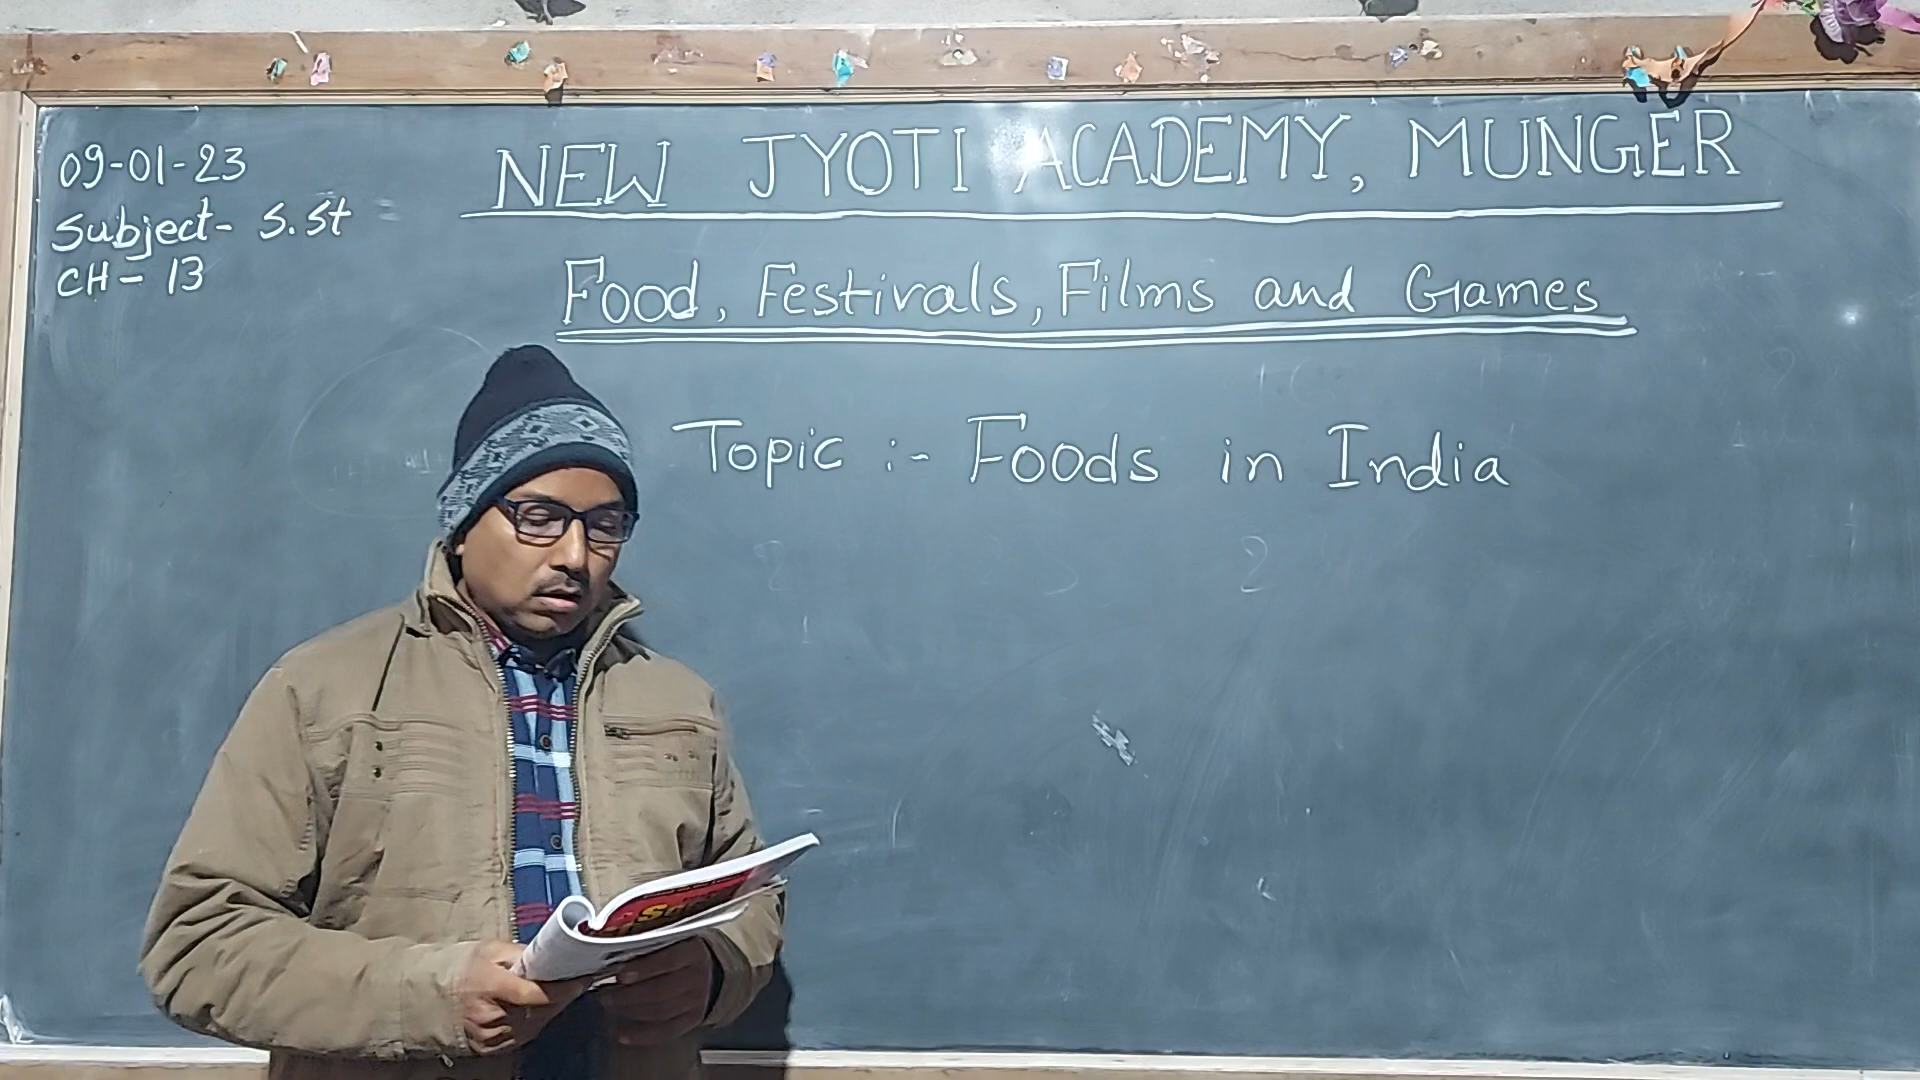 09-01-23
Subject- S.St
CH - 13
NEW JYOTI ACADEMY, MUNGER
Food, Festivals, Films and Games
Topic :- Foods in India